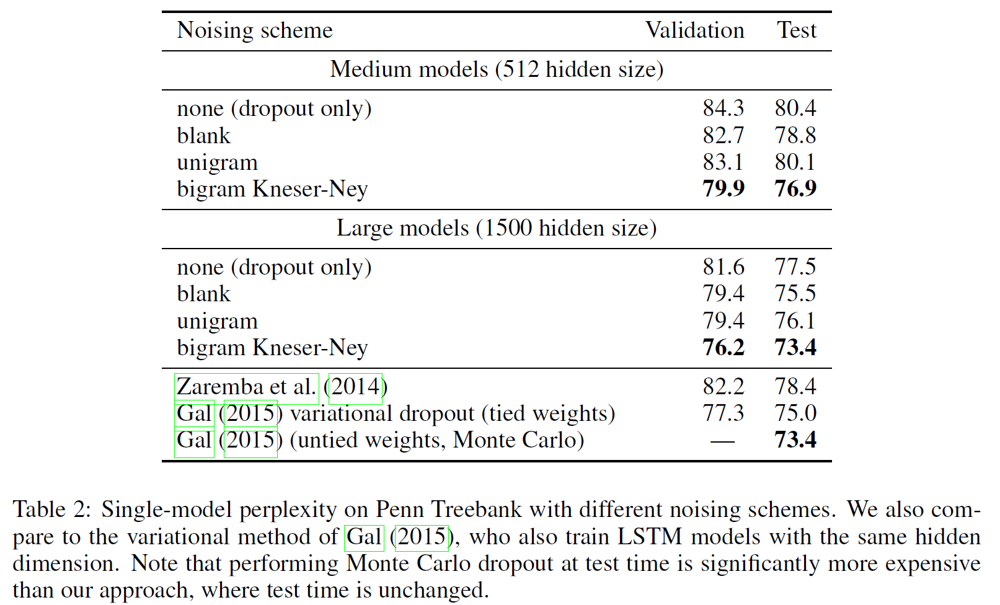 Noising scheme Validation Test
Medium models (512 hidden size)
none (dropout only) 84.3 80.4
blank 82.7 78.8
unigram 83.1 80.1
bigram Kneser-Ney 79.9 76.9
Large models (1500 hidden size)
none (dropout only) 81.6 77.5
blank 79.4 75.5
unigram 79.4 76.1
bigram Kneser-Ney 76.2 73.4
Zaremba et al. (2014) 82.2 78.4
Gal (2015) variational dropout (tied weights) 77.3 75.0
Gal (2015) (untied weights, Monte Carlo) — 73.4
Table 2: Single-model perplexity on Penn Treebank with different noising schemes. We also com-
pare to the variational method of Gal (2015), who also train LSTM models with the same hidden
dimension. Note that performing Monte Carlo dropout at test time is significantly more expensive
than our approach, where test time is unchanged.